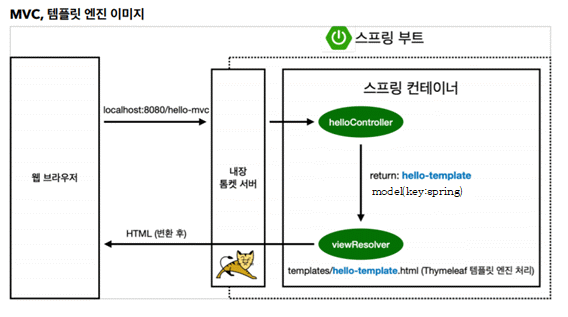 MVC, 템플릿 엔진 이미지
스프링 부트
웹 브라우저
localhost:8080/hello-mvc
내장
톰켓 서버
스프링 컨테이너
helloController
return: hello-template
model(key:spring)
viewResolver
HTML (변환 후)
templates/hello-template.html (Thymeleaf 템플릿 엔진 처리)